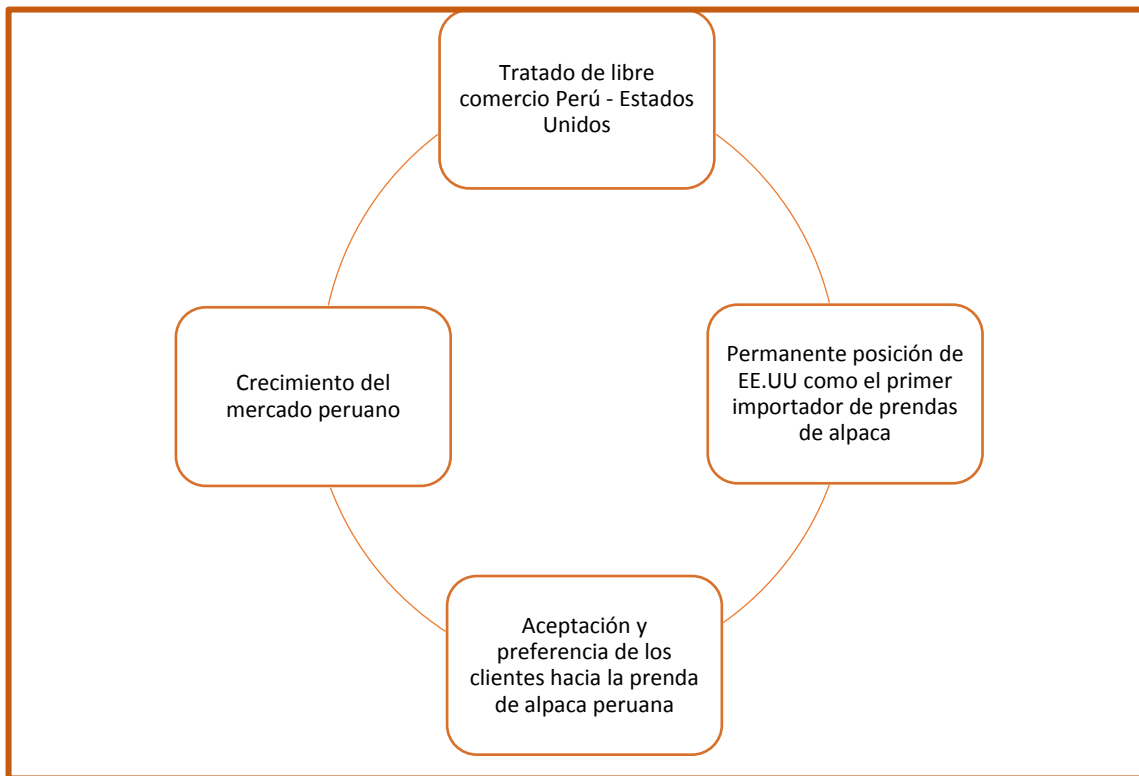 Tratado de libre
comercio Perú - Estados
Unidos
Permanente posición de
EE.UU como el primer
importador de prendas
de alpaca
Aceptación y
preferencia de los
clientes hacia la prenda
de alpaca peruana
Crecimiento del
mercado peruano